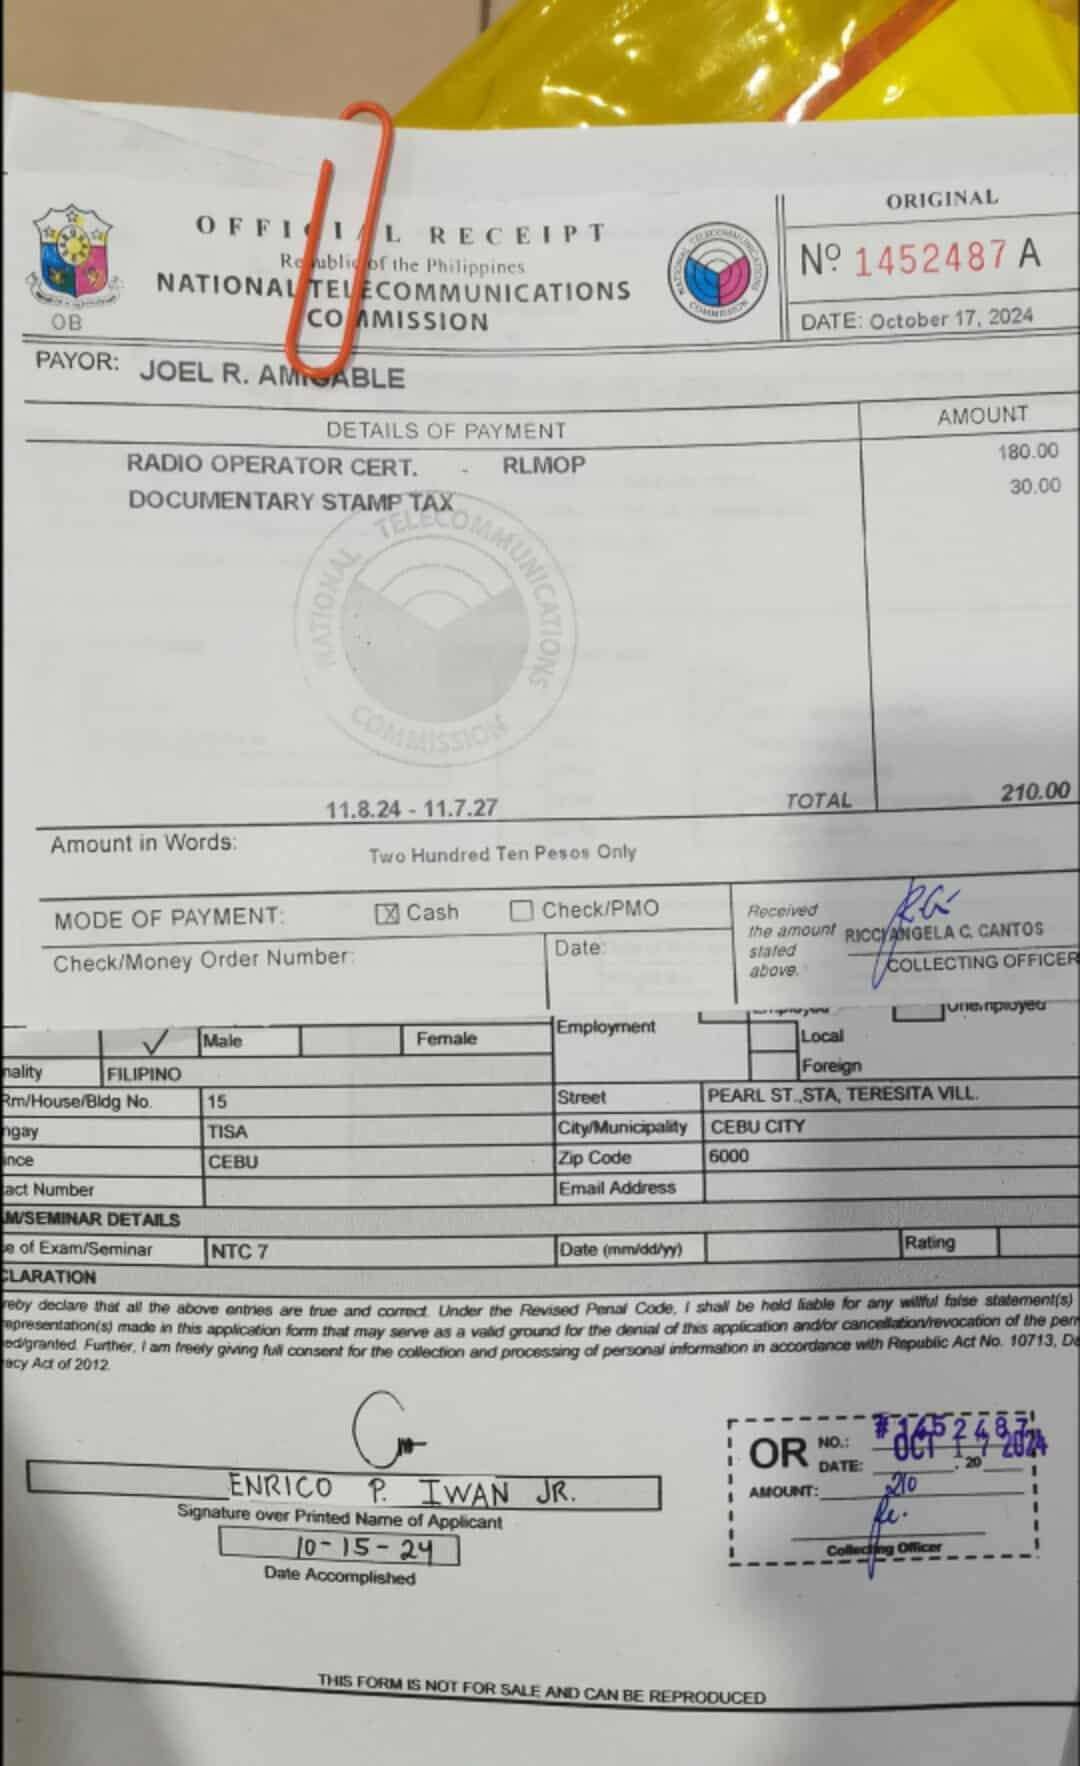 ORIGINAL
OFFICIAL RECEIPT
Republic of the Philippines
NATIONAL TELECOMMUNICATIONS
COMMISSION
NATIONAL TELECOMMUNICATIONS COMMISSION
Nº 1452487 A
OB
DATE: October 17, 2024
PAYOR: JOEL R. AMIGABLE
DETAILS OF PAYMENT AMOUNT
RADIO OPERATOR CERT. - RLMOP 180.00
DOCUMENTARY STAMP TAX 30.00
NATIONAL TELECOMMUNICATIONS COMMISSION
11.8.24 - 11.7.27 TOTAL 210.00
Amount in Words: Two Hundred Ten Pesos Only
MODE OF PAYMENT: Cash Check/PMO
Received
the amount
stated
above.
RICCI ANGELA C. CANTOS
COLLECTING OFFICER
Check/Money Order Number: Date:
Employment Employed Unemployed
Male Female Local
Foreign
nality FILIPINO
Rm/House/Bldg No. 15 Street PEARL ST.,STA, TERESITA VILL.
ngay TISA City/Municipality CEBU CITY
ince CEBU Zip Code 6000
act Number Email Address
M/SEMINAR DETAILS
e of Exam/Seminar NTC 7 Date (mm/dd/yy) Rating
CLARATION
reby declare that all the above entries are true and correct. Under the Revised Penal Code, I shall be held liable for any willful false statement(s)
epresentation(s) made in this application form that may serve as a valid ground for the denial of this application and/or cancellation/revocation of the perm
ed/granted. Further, I am freely giving full consent for the collection and processing of personal information in accordance with Republic Act No. 10713, Da
acy Act of 2012.
ENRICO P. IWAN JR.
Signature over Printed Name of Applicant
10-15-24
Date Accomplished
OR NO.: #1452487
DATE: OCT 17 2024 , 20
AMOUNT: 210
Collecting Officer
THIS FORM IS NOT FOR SALE AND CAN BE REPRODUCED